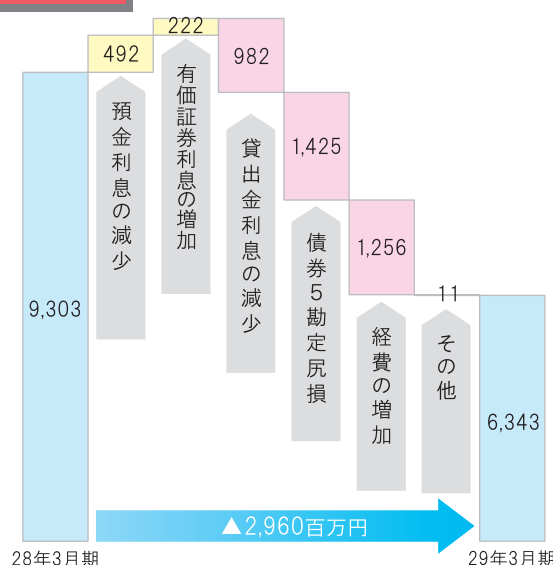 222
492
982
有価証券利息の増加
預金利息の減少
貸出金利息の減少
1,425
債券5勘定尻損
1,256
経費の増加
11
その他
9,303
6,343
▲2,960百万円
28年3月期
29年3月期